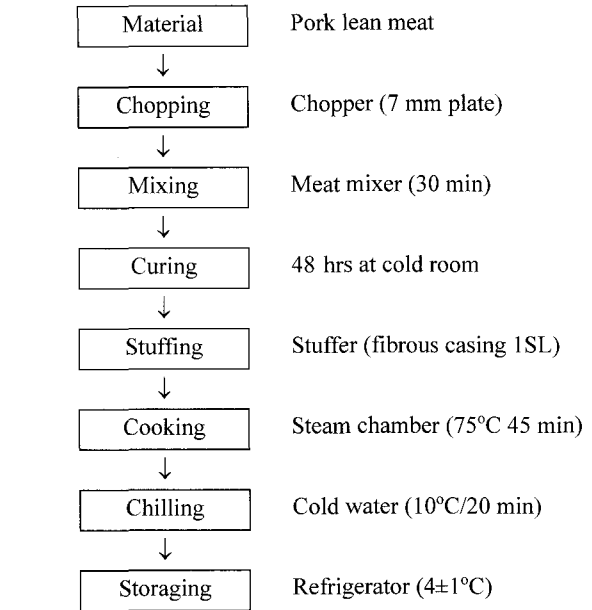 Material Pork lean meat
↓
Chopping Chopper (7 mm plate)
↓
Mixing Meat mixer (30 min)
↓
Curing 48 hrs at cold room
↓
Stuffing Stuffer (fibrous casing 1SL)
↓
Cooking Steam chamber (75°C 45 min)
↓
Chilling Cold water (10°C/20 min)
↓
Storaging Refrigerator (4±1°C)